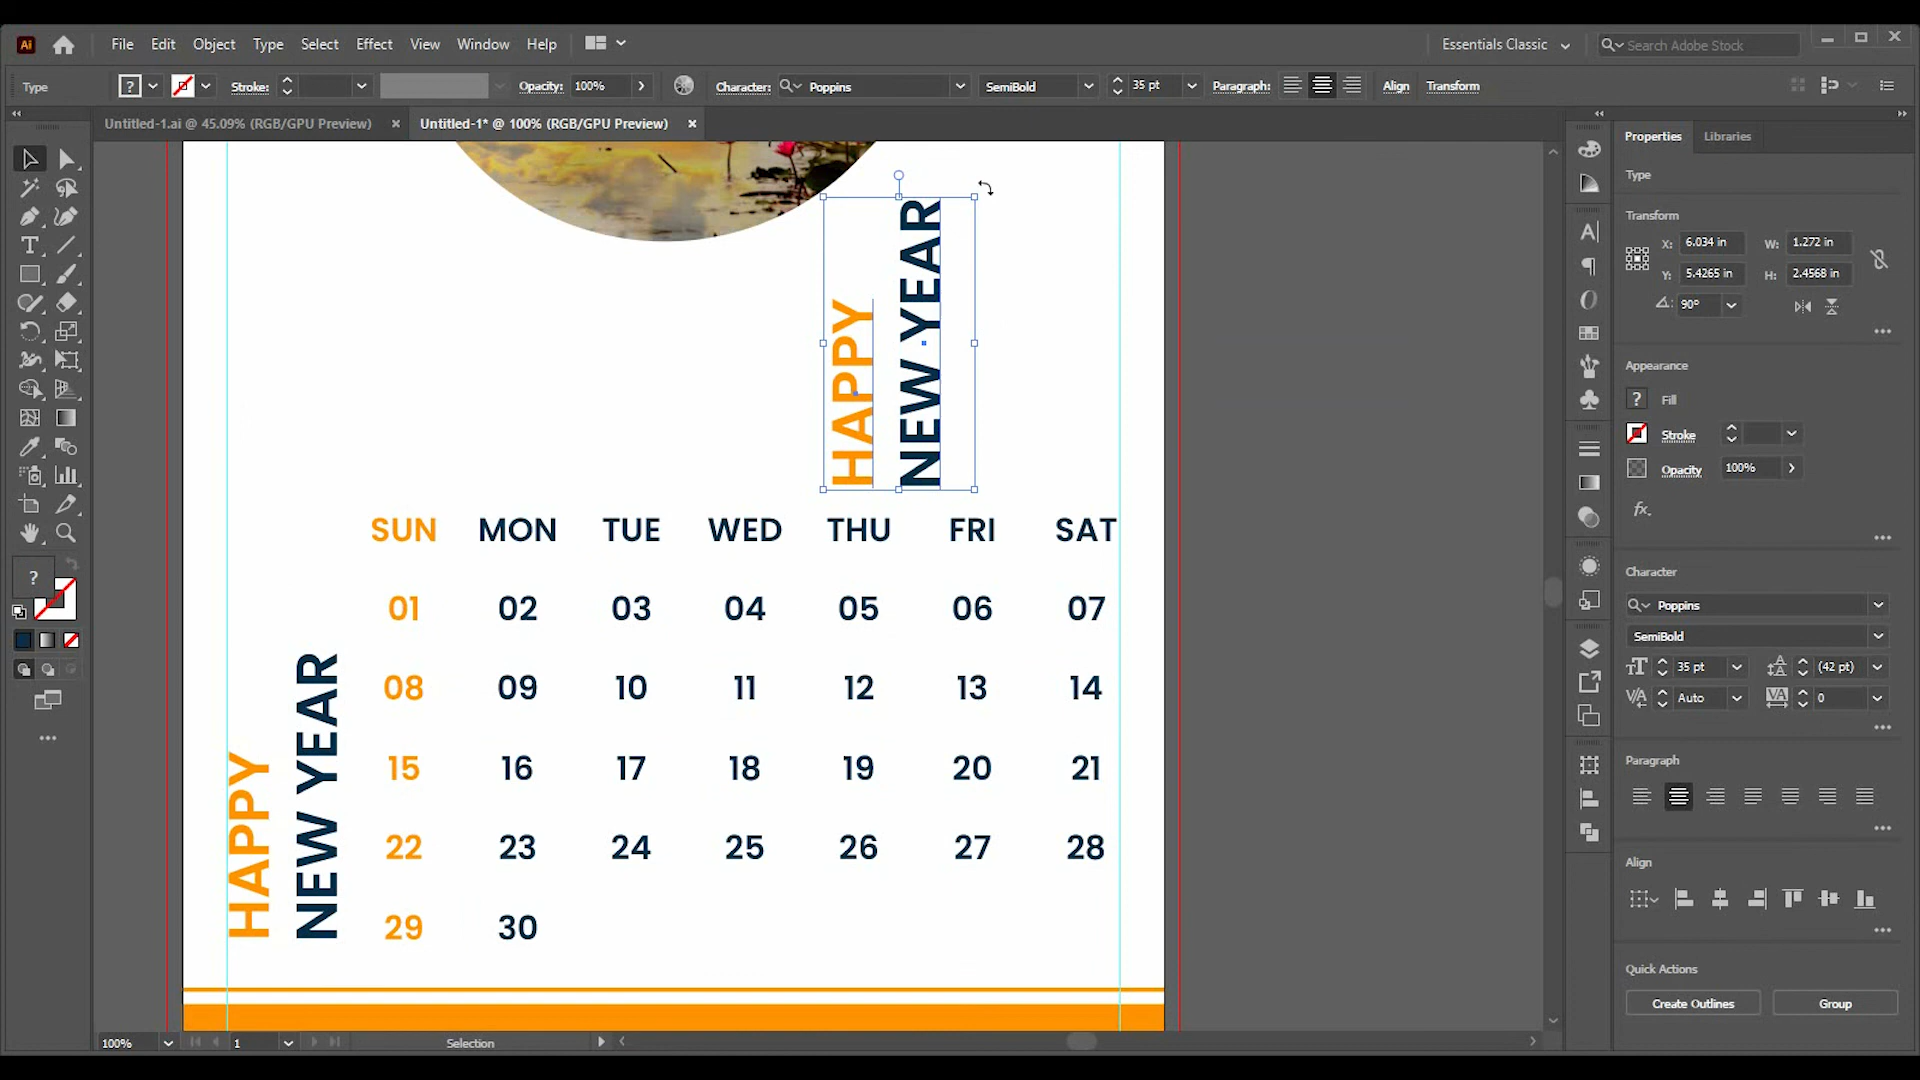 Ai File Edit Object Type Select Effect View Window Help Essentials Classic Search Adobe Stock
Type ? Stroke: Opacity: 100% Character: Poppins SemiBold 35 pt Paragraph: Align Transform
Untitled-1.ai @ 45.09% (RGB/GPU Preview) Untitled-1* @ 100% (RGB/GPU Preview)
HAPPY
NEW YEAR
SUN MON TUE WED THU FRI SAT
01 02 03 04 05 06 07
08 09 10 11 12 13 14
15 16 17 18 19 20 21
22 23 24 25 26 27 28
29 30
HAPPY
NEW YEAR
?
100% 1 Selection
Properties Libraries
Type
Transform
X: 6.034 in W: 1.272 in
Y: 5.4265 in H: 2.4568 in
90°
Appearance
? Fill
Stroke
Opacity 100%
fx.
Character
Poppins
SemiBold
35 pt (42 pt)
Auto 0
Paragraph
Align
Quick Actions
Create Outlines Group